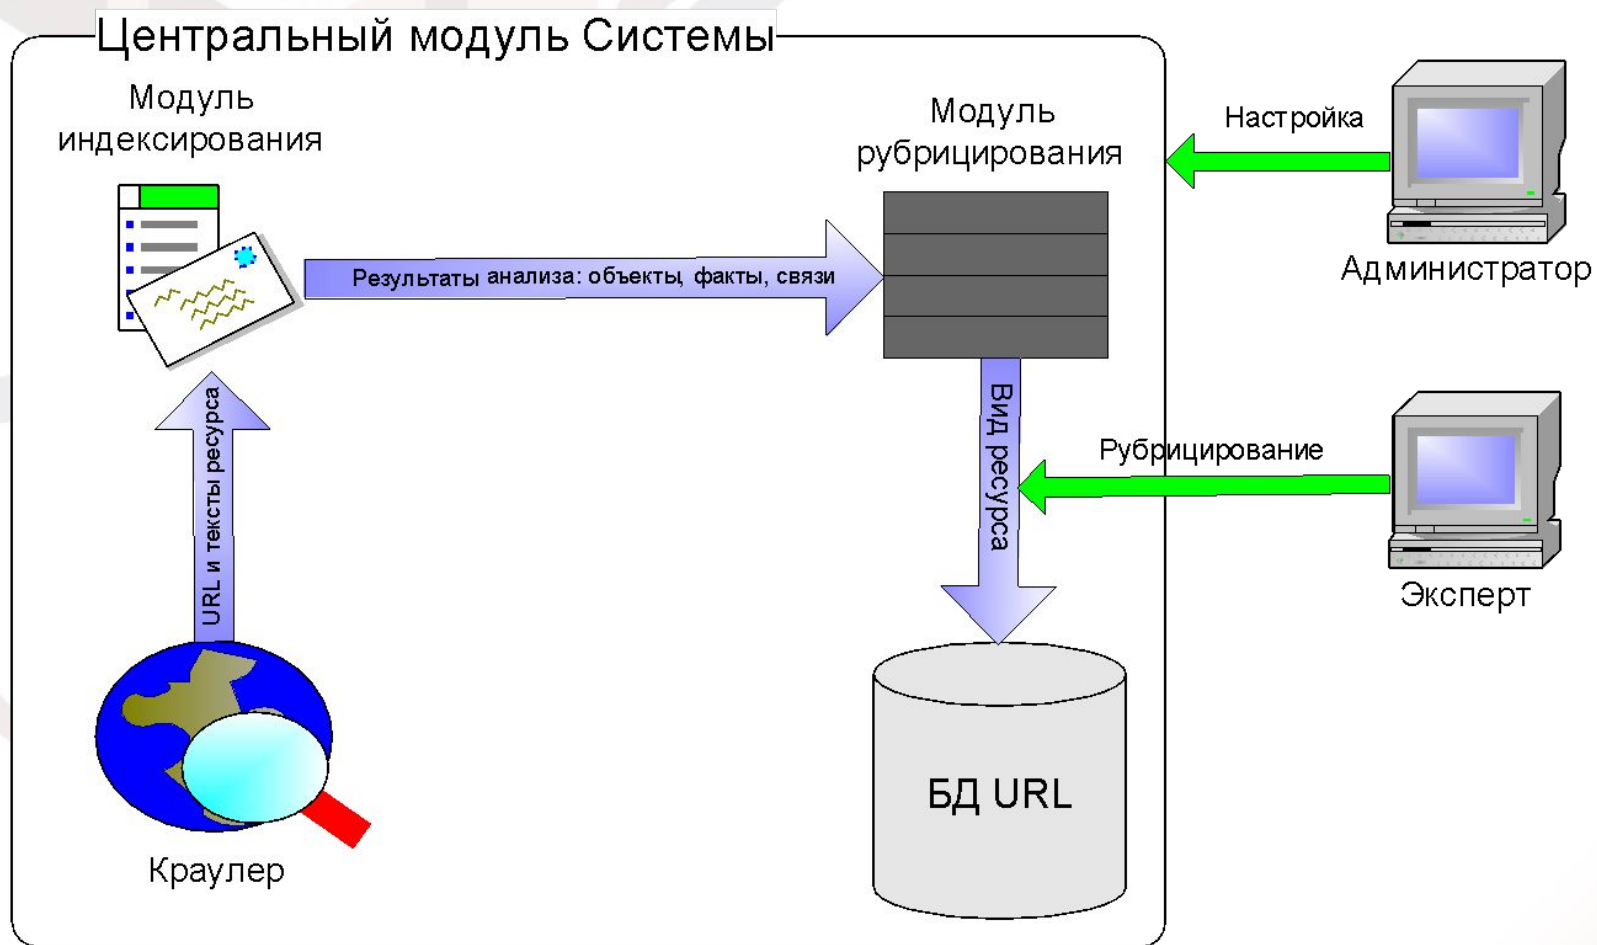 Центральный модуль Системы
Модуль
индексирования
Модуль
рубрицирования
Настройка
Администратор
Результаты анализа: объекты, факты, связи
URL и тексты ресурса
Вид ресурса
Рубрицирование
Эксперт
БД URL
Краулер